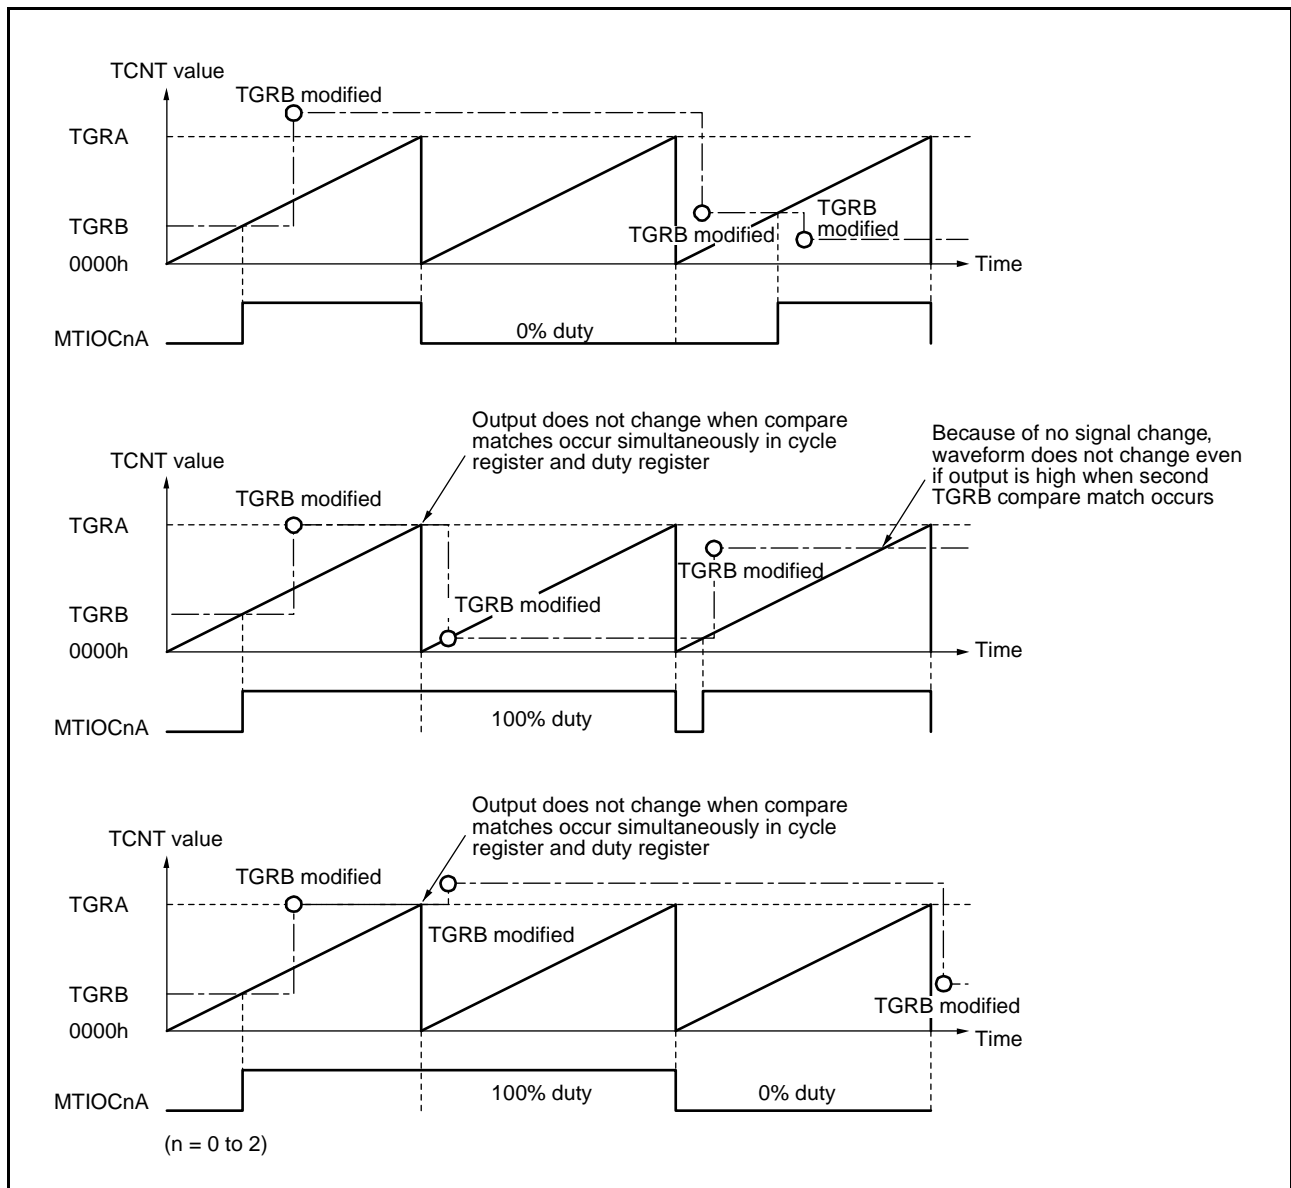 TCNT value
TGRB modified
TGRA
TGRB
TGRB
modified
TGRB modified
0000h
Time
MTIOCnA
0% duty
Output does not change when compare
matches occur simultaneously in cycle
register and duty register
Because of no signal change,
waveform does not change even
if output is high when second
TGRB compare match occurs
TCNT value
TGRB modified
TGRA
TGRB modified
TGRB modified
TGRB
0000h
Time
MTIOCnA
100% duty
Output does not change when compare
matches occur simultaneously in cycle
register and duty register
TCNT value
TGRB modified
TGRA
TGRB modified
TGRB
TGRB modified
0000h
Time
MTIOCnA
100% duty
0% duty
(n = 0 to 2)